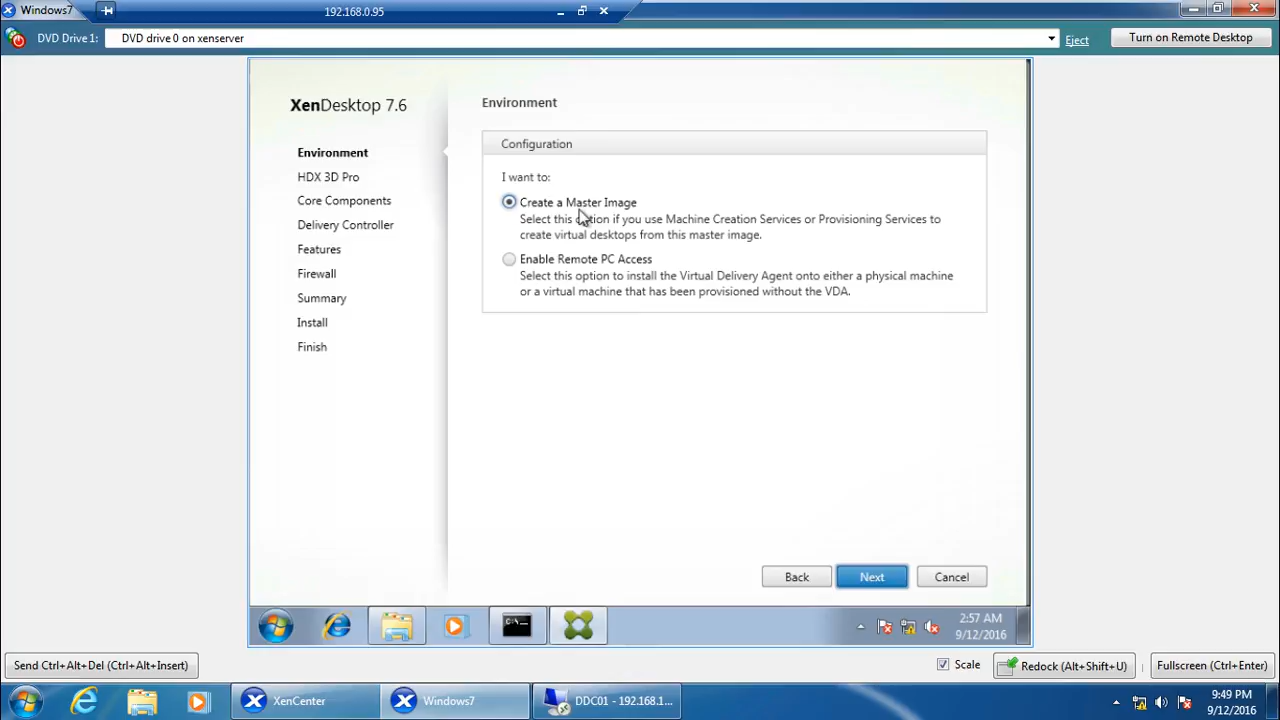 Windows7
192.168.0.95
DVD Drive 1:
DVD drive 0 on xenserver
Eject
Turn on Remote Desktop
XenDesktop 7.6
Environment
HDX 3D Pro
Core Components
Delivery Controller
Features
Firewall
Summary
Install
Finish
Environment
Configuration
I want to:
Create a Master Image
Select this option if you use Machine Creation Services or Provisioning Services to
create virtual desktops from this master image.
Enable Remote PC Access
Select this option to install the Virtual Delivery Agent onto either a physical machine
or a virtual machine that has been provisioned without the VDA.
Back
Next
Cancel
2:57 AM
9/12/2016
Send Ctrl+Alt+Del (Ctrl+Alt+Insert)
Scale
Redock (Alt+Shift+U)
Fullscreen (Ctrl+Enter)
XenCenter
Windows7
DDC01 - 192.168.1...
9:49 PM
9/12/2016